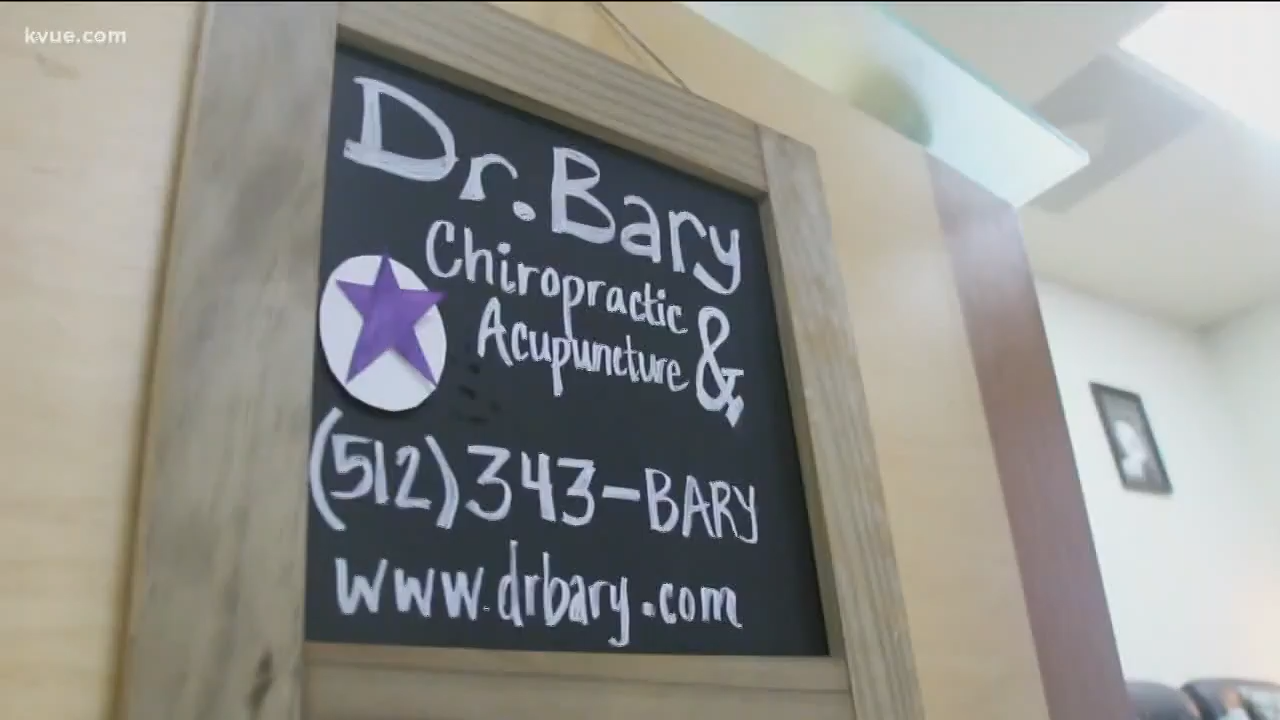 kvue.com
Dr. Bary
Chiropractic
Acupuncture &
(512) 343-BARY
www.drbary.com